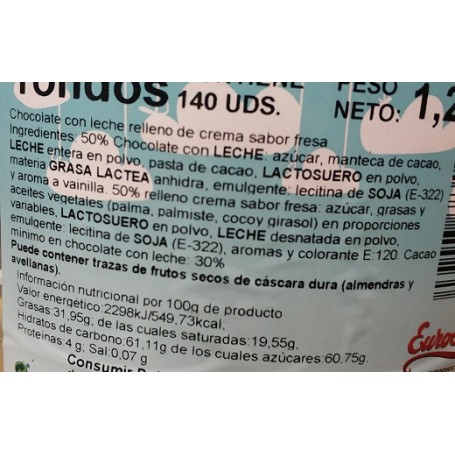 140 UDS.
PESO
NETO: 1,2
Chocolate con leche relleno de crema sabor fresa
Ingredientes: 50% Chocolate con LECHE: azúcar, manteca de cacao,
LECHE entera en polvo, pasta de cacao, LACTOSUERO en polvo,
materia GRASA LACTEA anhidra, emulgente: lecitina de SOJA (E-322)
y aroma a vainilla. 50% relleno crema sabor fresa: azúcar, grasas y
aceites vegetales (palma, palmiste, cocoy girasol) en proporciones
variables, LACTOSUERO en polvo, LECHE desnatada en polvo,
emulgente: lecitina de SOJA (E-322), aromas y colorante E:120. Cacao
mínimo en chocolate con leche: 30%
Puede contener trazas de frutos secos de cáscara dura (almendras y
avellanas).
Información nutricional por 100g de producto
Valor energético:2298kJ/549,73kcal,
Grasas:31,95g, de las cuales saturadas:19,55g.
Hidratos de carbono:61,11g de los cuales azúcares:60,75g.
Proteínas:4 g; Sal:0,07 g
Consumir